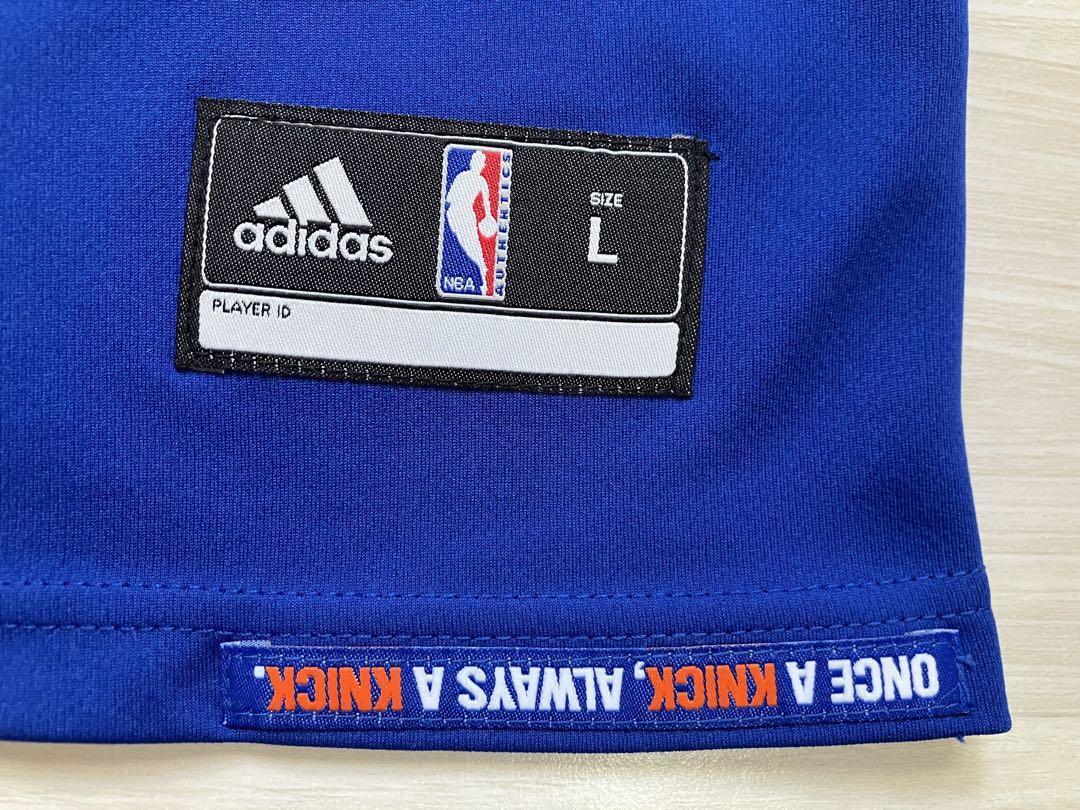 adidas
NBA
AUTHENTICS
SIZE
L
PLAYER ID
ONCE A KNICK, ALWAYS A KNICK.